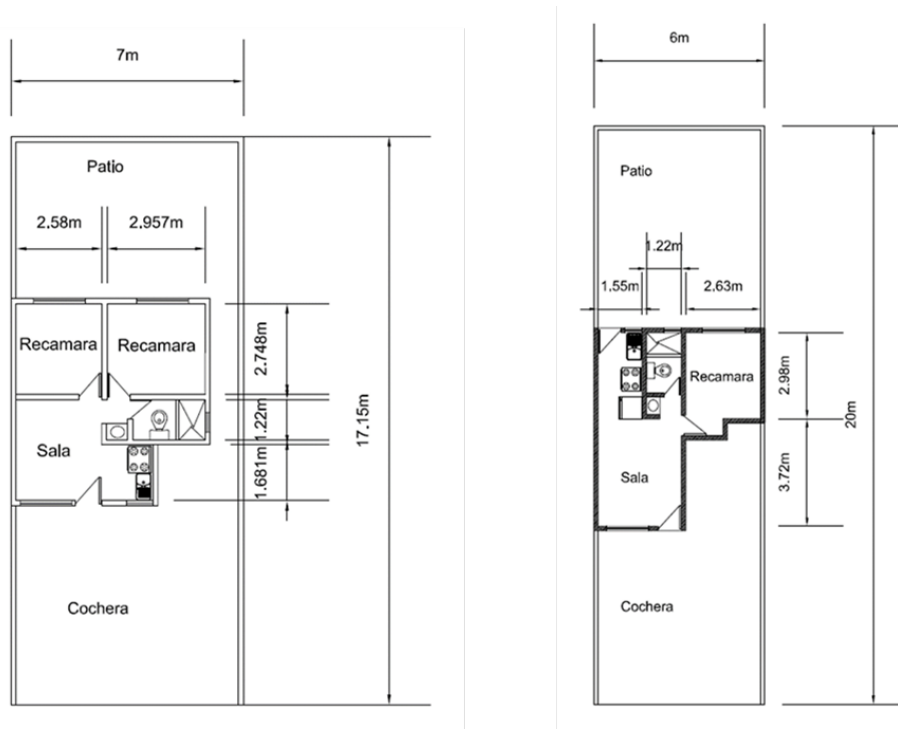 7m
Patio
2.58m
2.957m
Recamara
Recamara
2.748m
1.22m
17.15m
Sala
1.681m
Cochera
6m
Patio
1.22m
1.55m
2.63m
Recamara
2.98m
20m
Sala
3.72m
Cochera